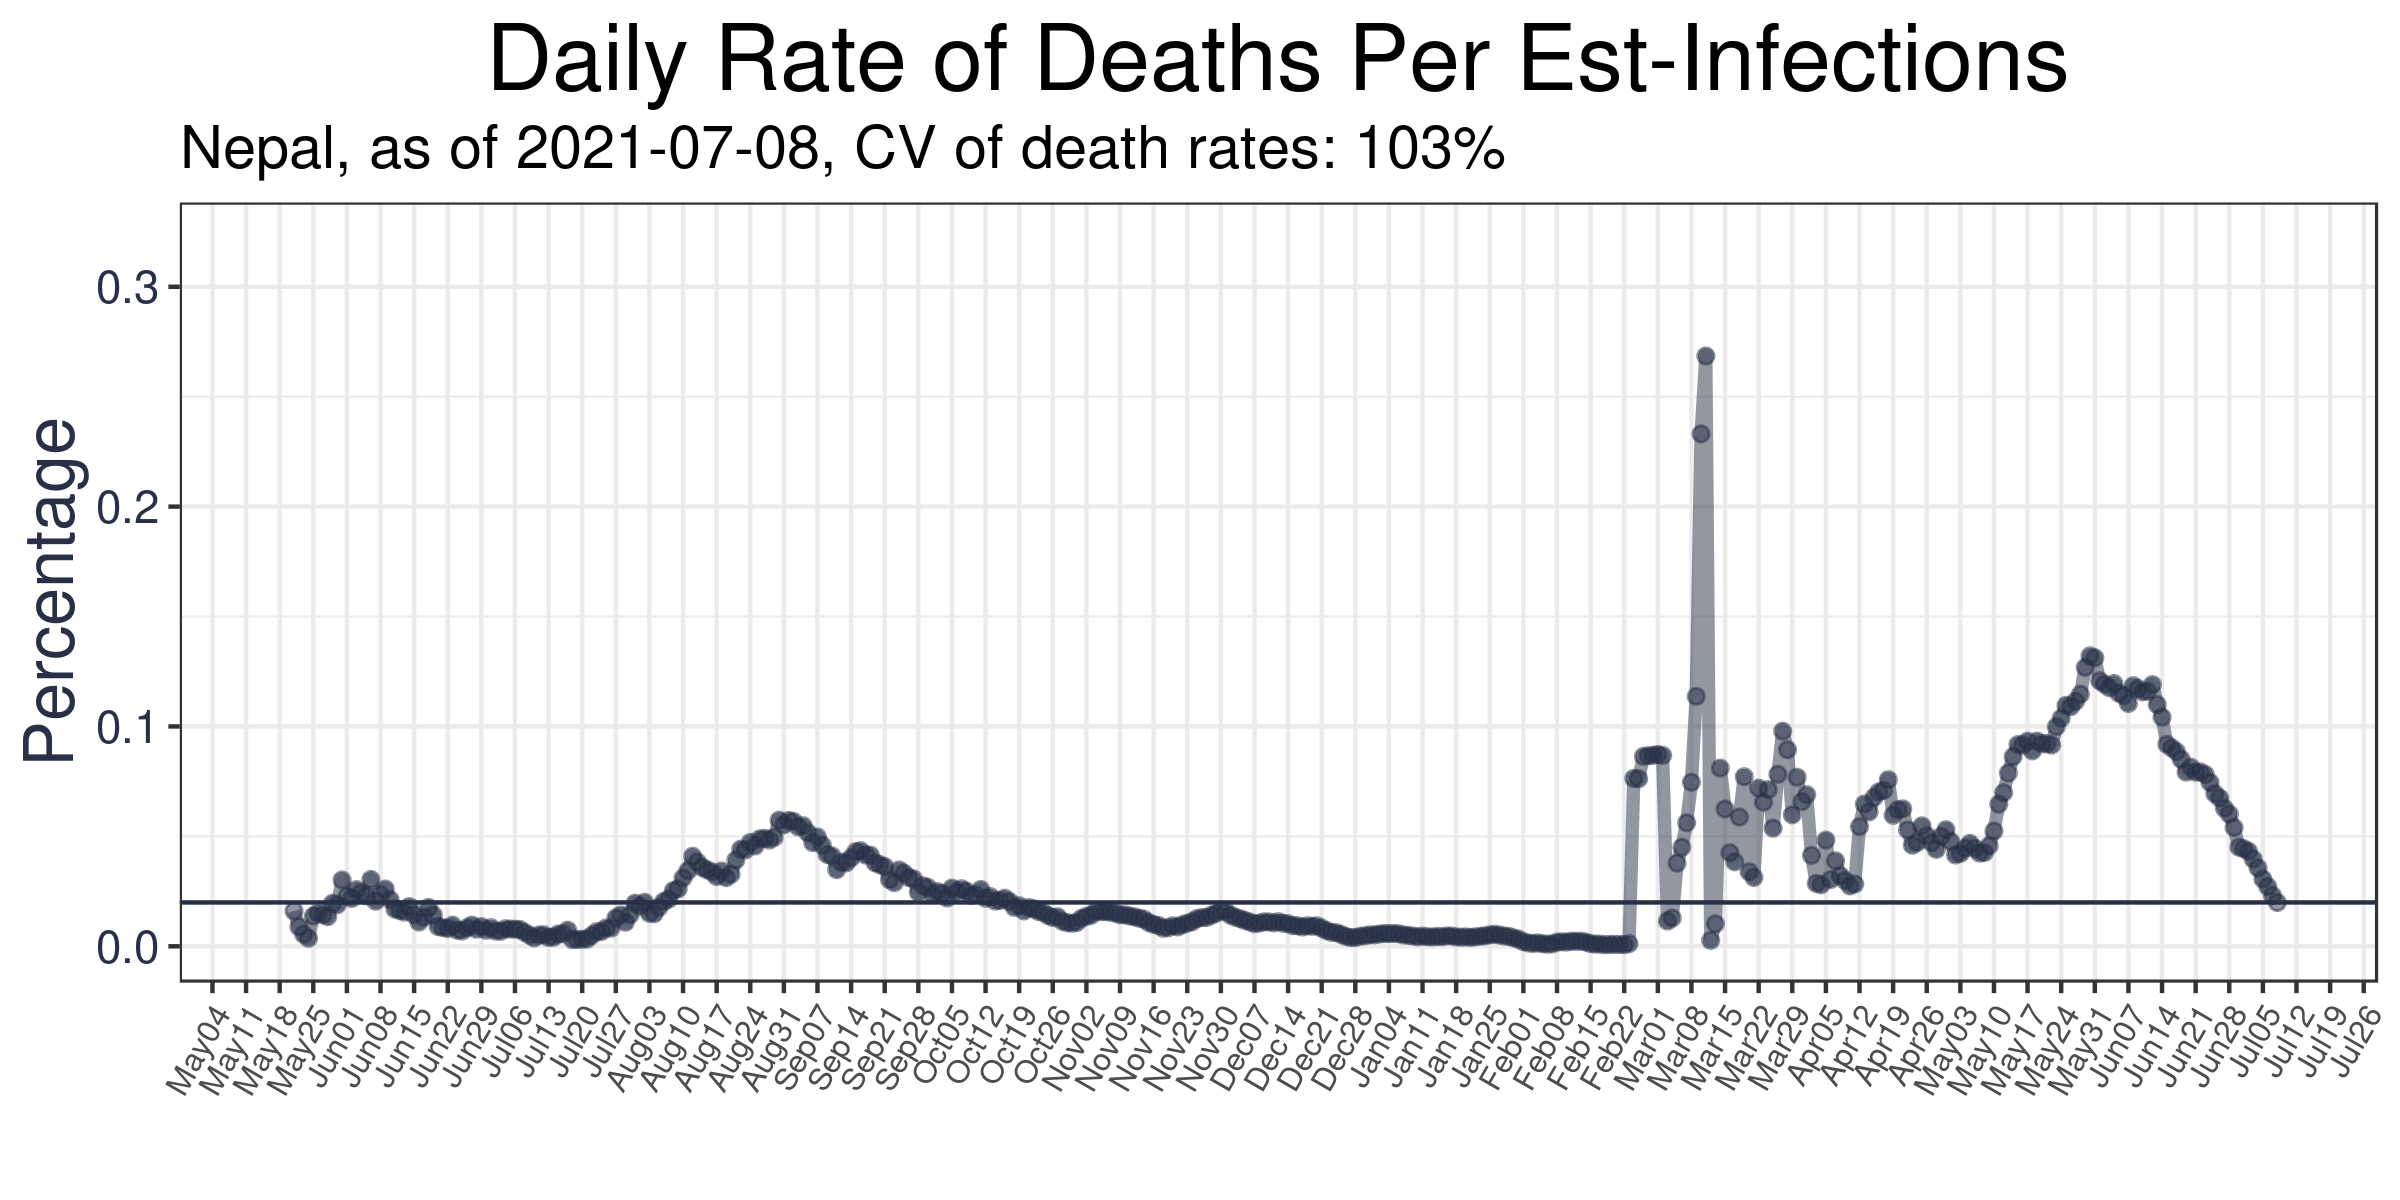 Daily Rate of Deaths Per Est-Infections
Nepal, as of 2021-07-08, CV of death rates: 103%
Percentage
0.3
0.2
0.1
0.0
May04
May11
May18
May25
Jun01
Jun08
Jun15
Jun22
Jun29
Jul06
Jul13
Jul20
Jul27
Aug03
Aug10
Aug17
Aug24
Aug31
Sep07
Sep14
Sep21
Sep28
Oct05
Oct12
Oct19
Oct26
Nov02
Nov09
Nov16
Nov23
Nov30
Dec07
Dec14
Dec21
Dec28
Jan04
Jan11
Jan18
Jan25
Feb01
Feb08
Feb15
Feb22
Mar01
Mar08
Mar15
Mar22
Mar29
Apr05
Apr12
Apr19
Apr26
May03
May10
May17
May24
May31
Jun07
Jun14
Jun21
Jun28
Jul05
Jul12
Jul19
Jul26